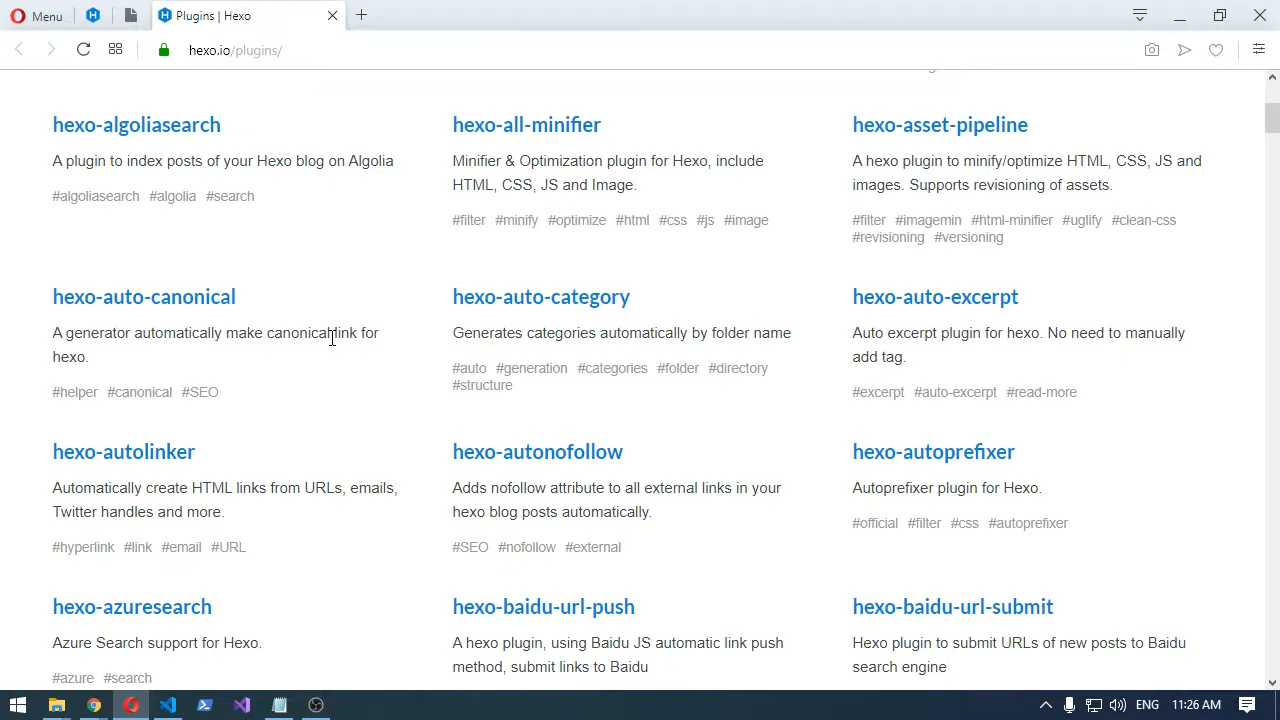 Menu
Plugins | Hexo
hexo.io/plugins/
hexo-algoliasearch
A plugin to index posts of your Hexo blog on Algolia
#algoliasearch #algolia #search
hexo-all-minifier
Minifier & Optimization plugin for Hexo, include
HTML, CSS, JS and Image.
#filter #minify #optimize #html #css #js #image
hexo-asset-pipeline
A hexo plugin to minify/optimize HTML, CSS, JS and
images. Supports revisioning of assets.
#filter #imagemin #html-minifier #uglify #clean-css
#revisioning #versioning
hexo-auto-canonical
A generator automatically make canonical link for
hexo.
#helper #canonical #SEO
hexo-auto-category
Generates categories automatically by folder name
#auto #generation #categories #folder #directory
#structure
hexo-auto-excerpt
Auto excerpt plugin for hexo. No need to manually
add tag.
#excerpt #auto-excerpt #read-more
hexo-autolinker
Automatically create HTML links from URLs, emails,
Twitter handles and more.
#hyperlink #link #email #URL
hexo-autonofollow
Adds nofollow attribute to all external links in your
hexo blog posts automatically.
#SEO #nofollow #external
hexo-autoprefixer
Autoprefixer plugin for Hexo.
#official #filter #css #autoprefixer
hexo-azuresearch
Azure Search support for Hexo.
#azure #search
hexo-baidu-url-push
A hexo plugin, using Baidu JS automatic link push
method, submit links to Baidu
hexo-baidu-url-submit
Hexo plugin to submit URLs of new posts to Baidu
search engine
ENG
11:26 AM